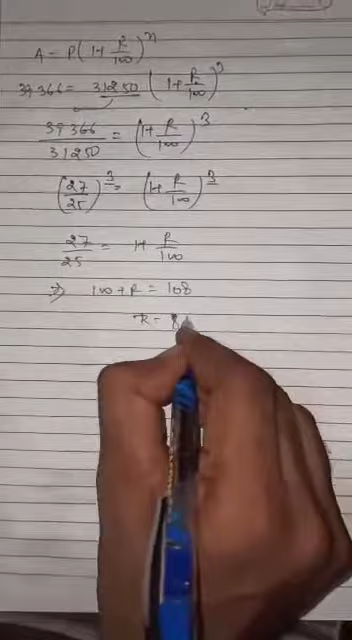 A = P(1+R/100)^n
39366 = 31250 (1+R/100)^3
39366/31250 = (1+R/100)^3
(27/25)^3 = (1+R/100)^3
27/25 = 1+R/100
⇒ 100+R = 108
R = 8